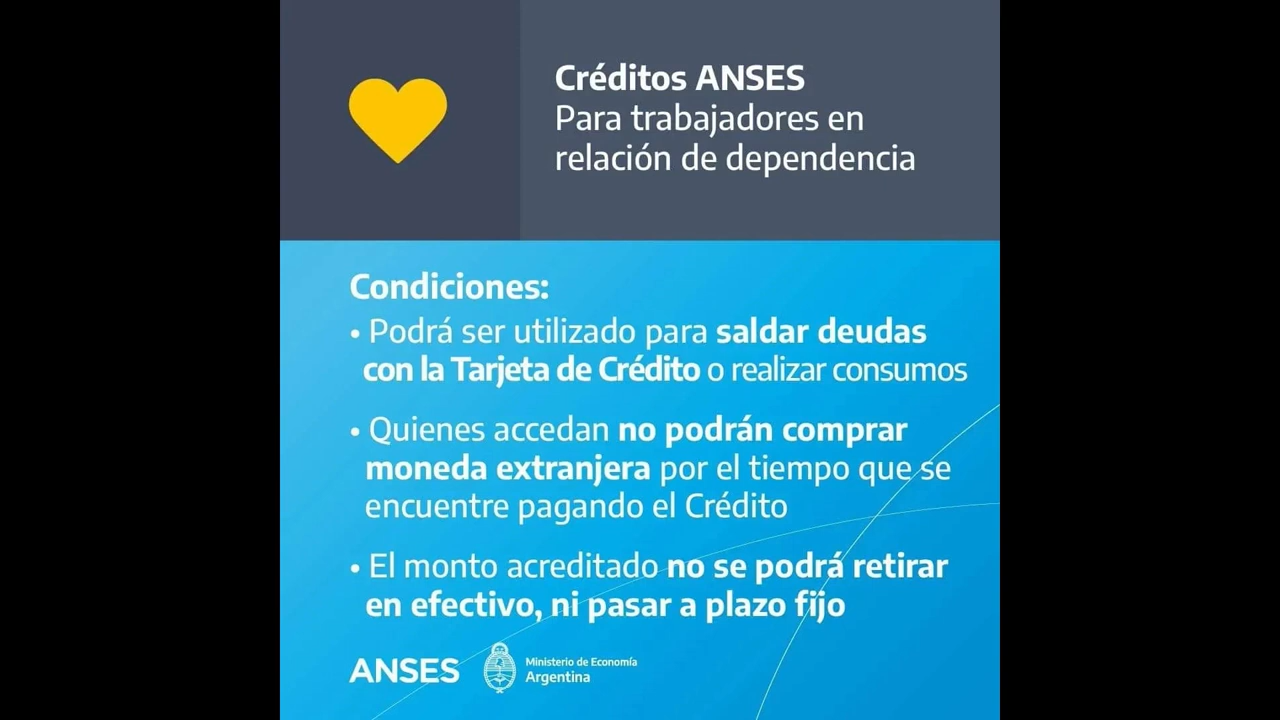 Créditos ANSES
Para trabajadores en
relación de dependencia
Condiciones:
• Podrá ser utilizado para saldar deudas
con la Tarjeta de Crédito o realizar consumos
• Quienes accedan no podrán comprar
moneda extranjera por el tiempo que se
encuentre pagando el Crédito
• El monto acreditado no se podrá retirar
en efectivo, ni pasar a plazo fijo
ANSES
Ministerio de Economía
Argentina